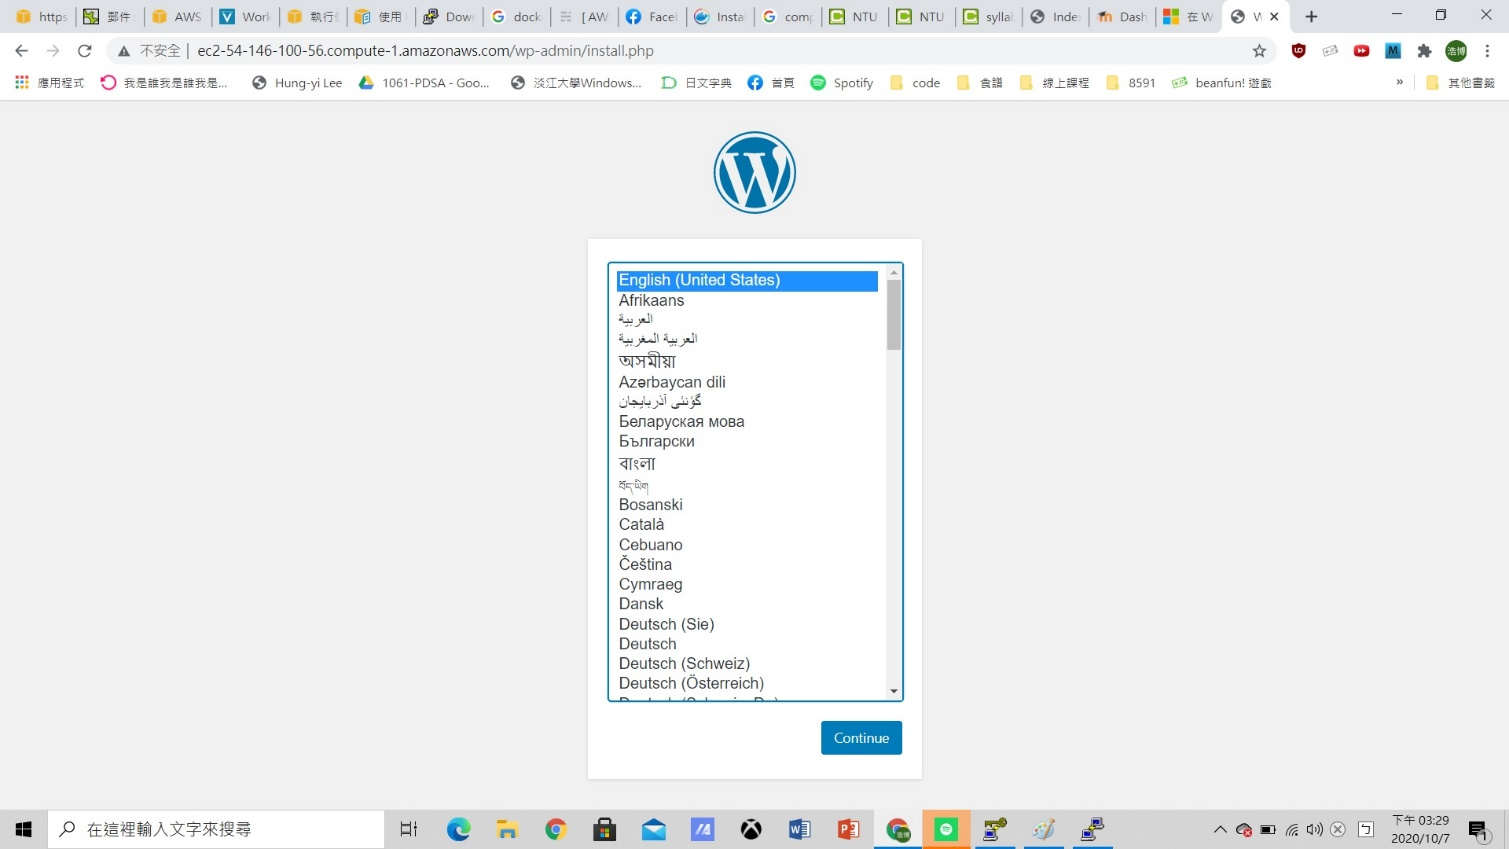 https
郵件
AWS
Work
執行個
使用
Dow
dock
[ AW
Face
Insta
com
NTU
NTU
sylla
Index
Dash
在 W
W
不安全 | ec2-54-146-100-56.compute-1.amazonaws.com/wp-admin/install.php
應用程式
我是誰我是誰我是...
Hung-yi Lee
1061-PDSA - Goo...
淡江大學Windows...
日文字典
首頁
Spotify
code
食譜
線上課程
8591
beanfun! 遊戲
»
其他書籤
English (United States)
Afrikaans
العربية
العربية المغربية
অসমীয়া
Azərbaycan dili
گؤنئی آذربایجان
Беларуская мова
Български
বাংলা
བོད་ཡིག
Bosanski
Català
Cebuano
Čeština
Cymraeg
Dansk
Deutsch (Sie)
Deutsch
Deutsch (Schweiz)
Deutsch (Österreich)
Continue
在這裡輸入文字來搜尋
下午 03:29
2020/10/7